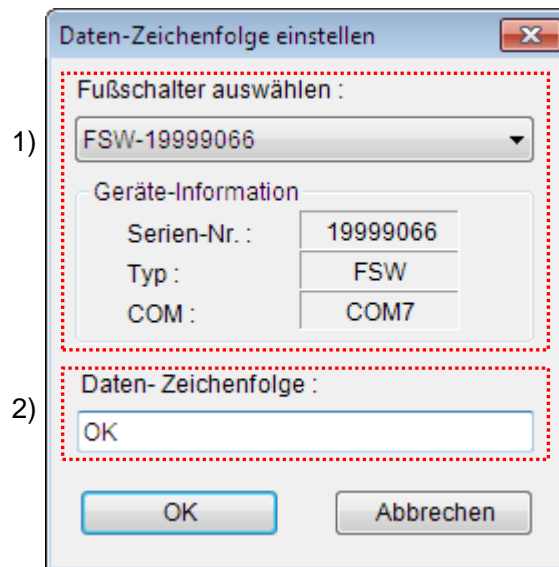 Daten-Zeichenfolge einstellen
1)
Fußschalter auswählen :
FSW-19999066
Geräte-Information
Serien-Nr. : 19999066
Typ : FSW
COM : COM7
2)
Daten- Zeichenfolge :
OK
OK Abbrechen